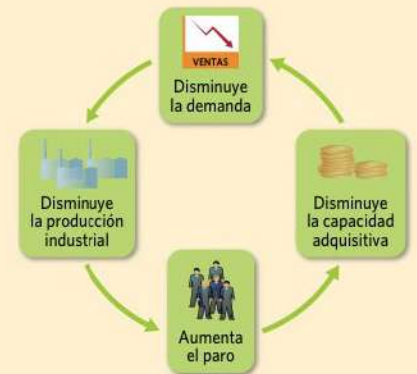 VENTAS
Disminuye
la demanda
Disminuye
la producción
industrial
Disminuye
la capacidad
adquisitiva
Aumenta
el paro